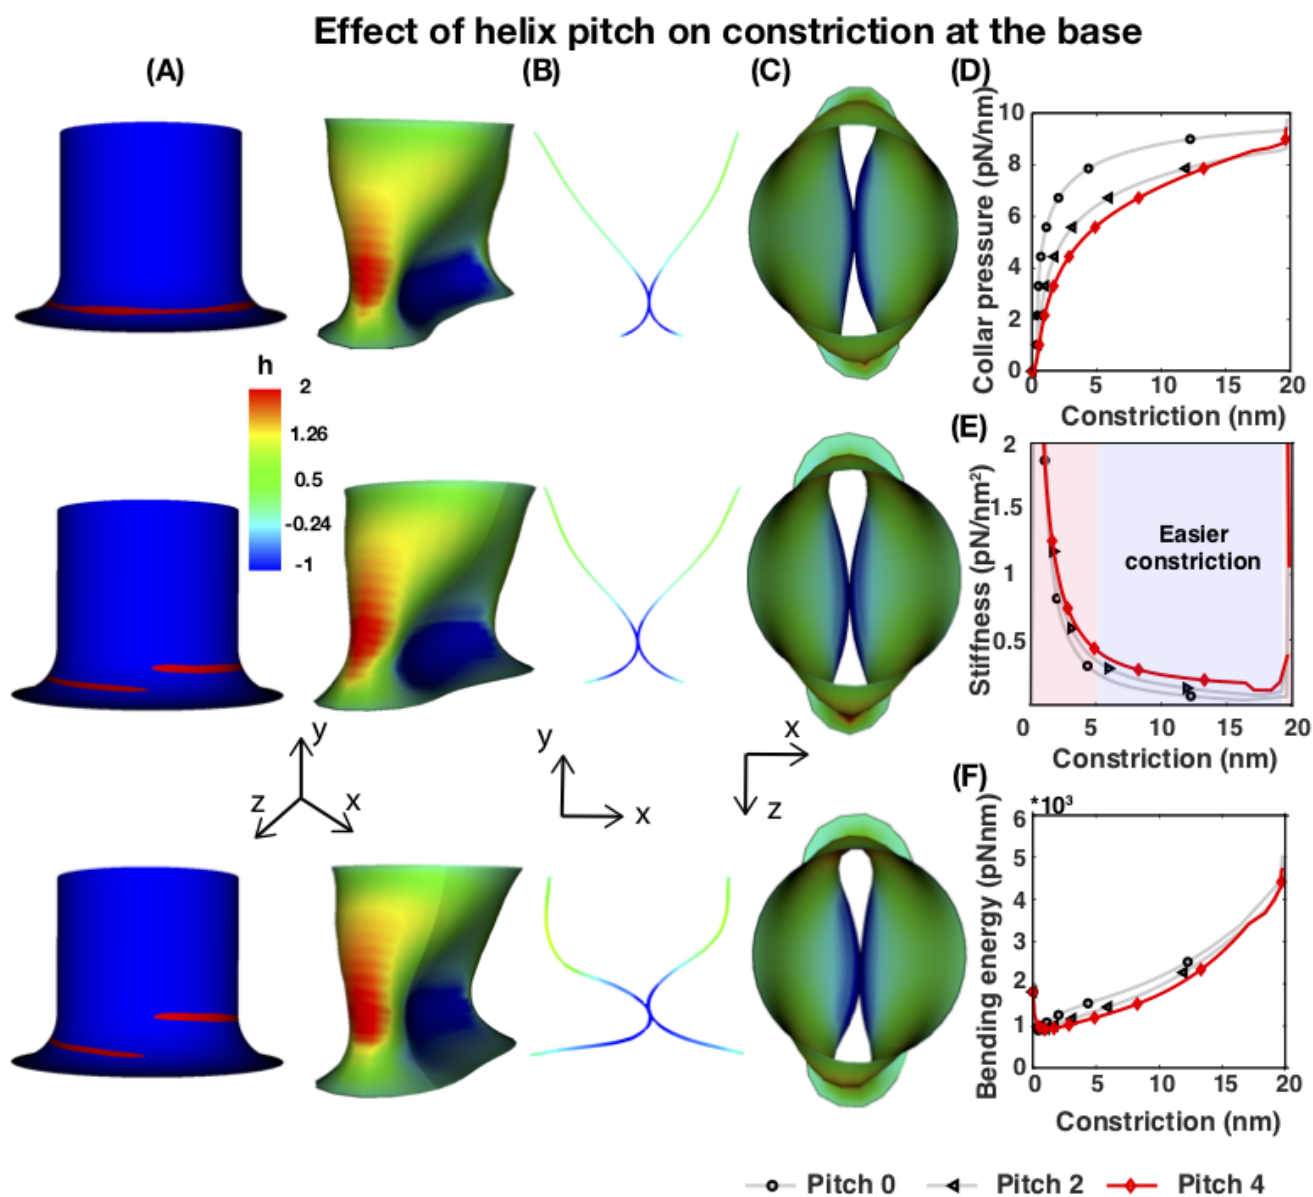 Effect of helix pitch on constriction at the base
(A)
(B)
(C)
(D)
Collar pressure (pN/nm)
10
8
6
4
2
0
0 5 10 15 20
Constriction (nm)
h
2
1.26
0.5
-0.24
-1
(E)
Stiffness (pN/nm²)
2
1.5
1
0.5
Easier
constriction
0 5 10 15 20
Constriction (nm)
y
z
x
y
x
x
z
(F)
*10³
Bending energy (pNnm)
6
5
4
3
2
1
0
0 5 10 15 20
Constriction (nm)
Pitch 0 Pitch 2 Pitch 4